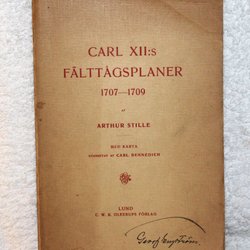 CARL XII:s
FÄLTTÅGSPLANER
1707—1709
af
ARTHUR STILLE
MED KARTA
UTARBETAD AF CARL BENNEDICH
LUND
C. W. K. GLEERUPS FÖRLAG